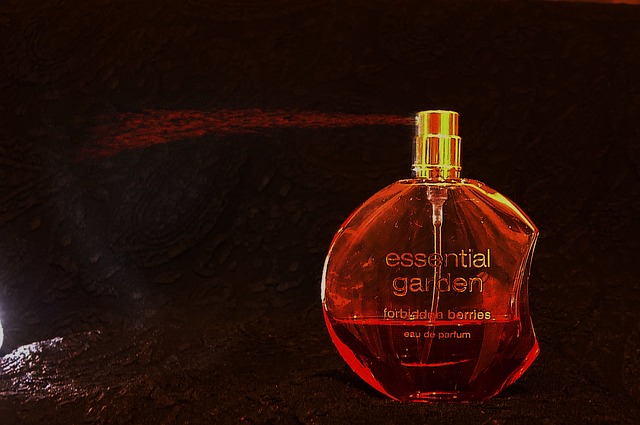 essential
garden
forbidden berries
eau de parfum